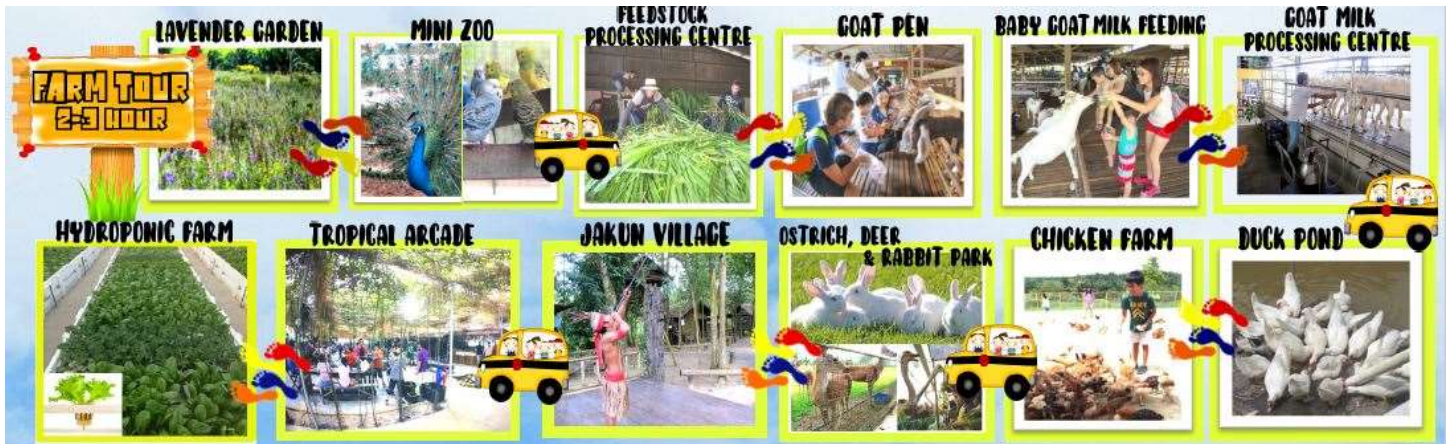 FARM TOUR
2-3 HOUR
LAVENDER GARDEN
MINI ZOO
FEEDSTOCK
PROCESSING CENTRE
GOAT PEN
BABY GOAT MILK FEEDING
GOAT MILK
PROCESSING CENTRE
HYDROPONIC FARM
TROPICAL ARCADE
JAKUN VILLAGE
OSTRICH, DEER
& RABBIT PARK
CHICKEN FARM
DUCK POND